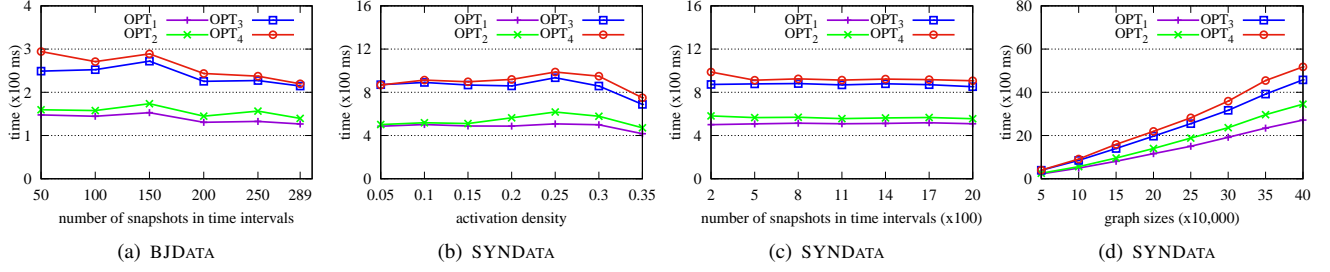 OPT1 OPT3
OPT2 OPT4
time (x100 ms)
4
3
2
1
0
50 100 150 200 250 289
number of snapshots in time intervals
(a) BJDATA
OPT1 OPT3
OPT2 OPT4
time (x100 ms)
16
12
8
4
0
0.05 0.1 0.15 0.2 0.25 0.3 0.35
activation density
(b) SYNDATA
OPT1 OPT3
OPT2 OPT4
time (x100 ms)
16
12
8
4
0
2 5 8 11 14 17 20
number of snapshots in time intervals (x100)
(c) SYNDATA
OPT1 OPT3
OPT2 OPT4
time (x100 ms)
80
60
40
20
0
5 10 15 20 25 30 35 40
graph sizes (x10,000)
(d) SYNDATA